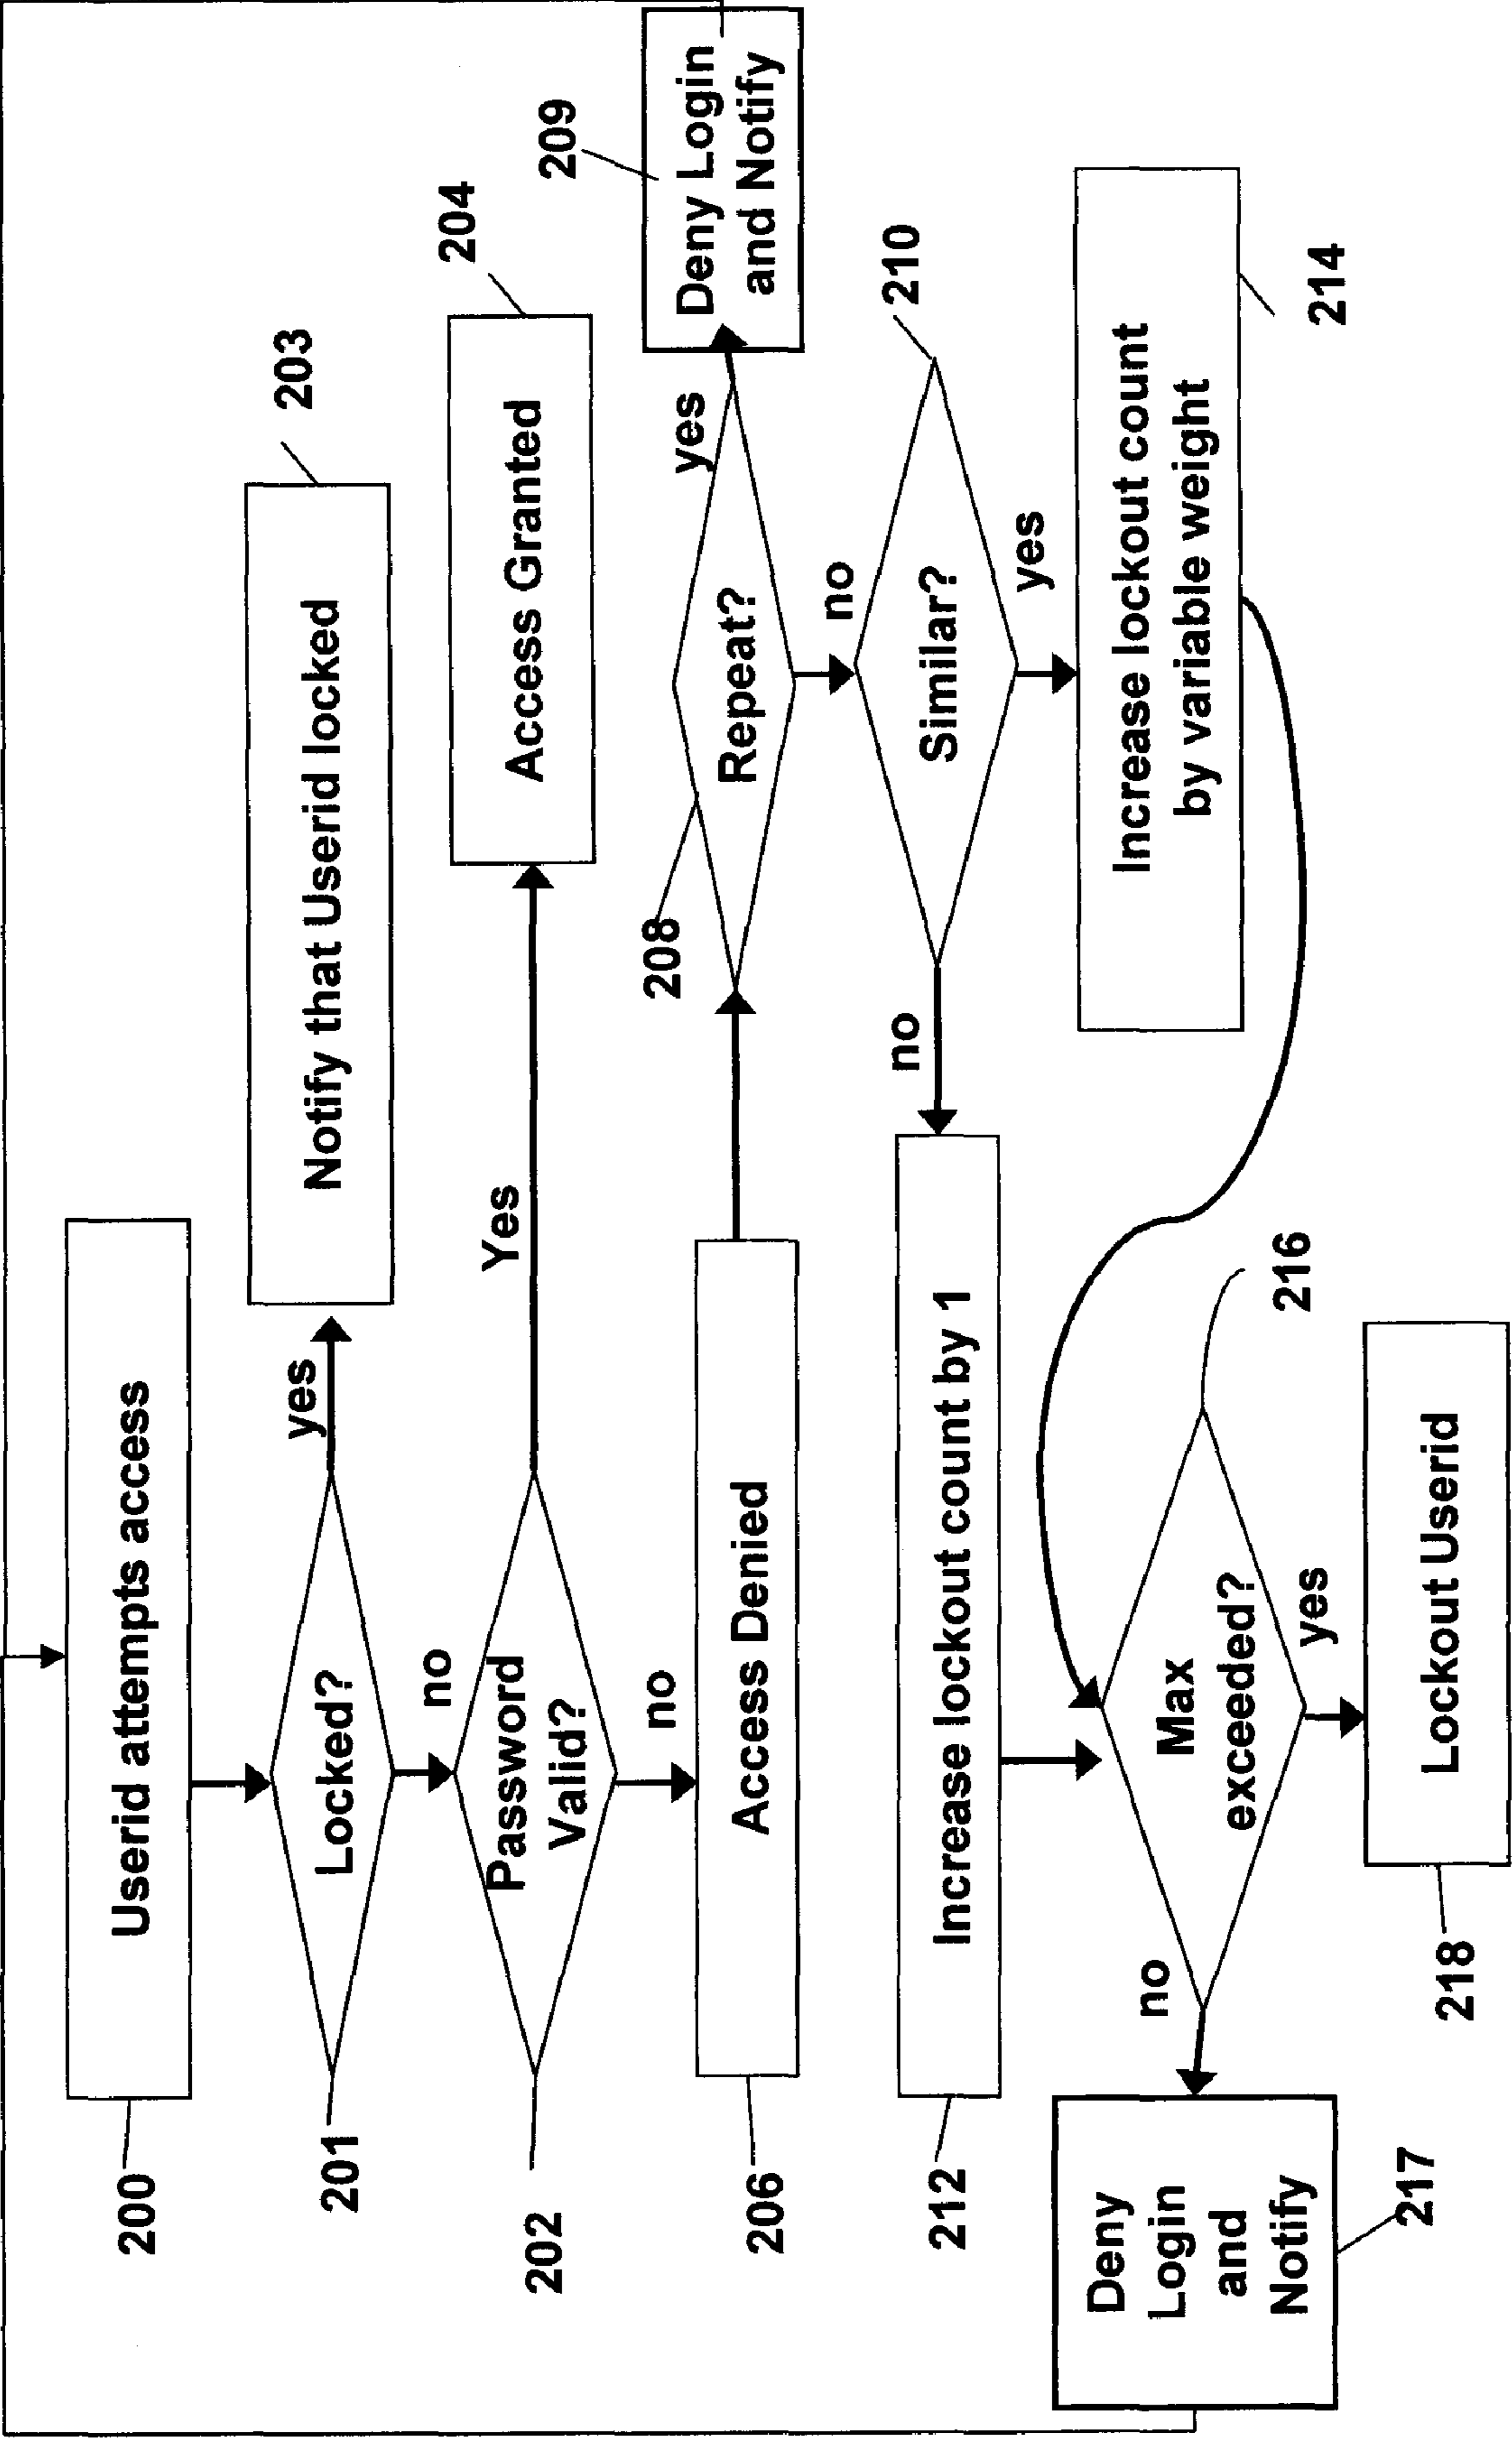 200
Userid attempts access
201
Locked?
yes
Notify that Userid locked
203
no
202
Password
Valid?
Yes
Access Granted
204
no
206
Access Denied
208
Repeat?
yes
Deny Login
and Notify
209
no
Similar?
210
no
yes
212
Increase lockout count by 1
Increase lockout count
by variable weight
214
Max
exceeded?
216
no
Deny
Login
and
Notify
217
yes
218
Lockout Userid